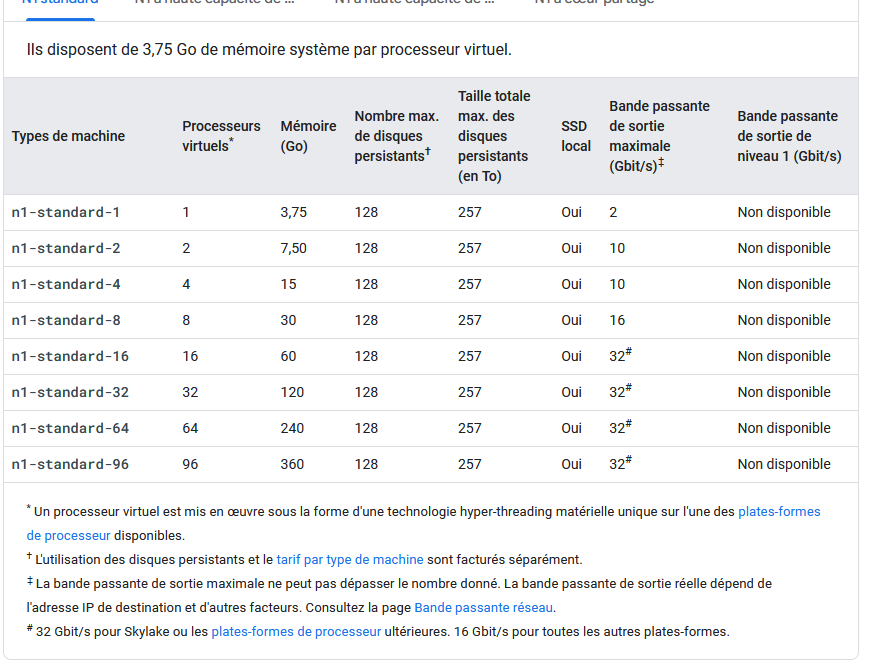 N1 standard N1 à haute capacité de ... N1 à haute capacité de ... N1 à cœur partagé
Ils disposent de 3,75 Go de mémoire système par processeur virtuel.
Types de machine Processeurs virtuels* Mémoire (Go) Nombre max. de disques persistants† Taille totale max. des disques persistants (en To) SSD local Bande passante de sortie maximale (Gbit/s)‡ Bande passante de sortie de niveau 1 (Gbit/s)
n1-standard-1 1 3,75 128 257 Oui 2 Non disponible
n1-standard-2 2 7,50 128 257 Oui 10 Non disponible
n1-standard-4 4 15 128 257 Oui 10 Non disponible
n1-standard-8 8 30 128 257 Oui 16 Non disponible
n1-standard-16 16 60 128 257 Oui 32# Non disponible
n1-standard-32 32 120 128 257 Oui 32# Non disponible
n1-standard-64 64 240 128 257 Oui 32# Non disponible
n1-standard-96 96 360 128 257 Oui 32# Non disponible
* Un processeur virtuel est mis en œuvre sous la forme d'une technologie hyper-threading matérielle unique sur l'une des plates-formes
de processeur disponibles.
† L'utilisation des disques persistants et le tarif par type de machine sont facturés séparément.
‡ La bande passante de sortie maximale ne peut pas dépasser le nombre donné. La bande passante de sortie réelle dépend de
l'adresse IP de destination et d'autres facteurs. Consultez la page Bande passante réseau.
# 32 Gbit/s pour Skylake ou les plates-formes de processeur ultérieures. 16 Gbit/s pour toutes les autres plates-formes.